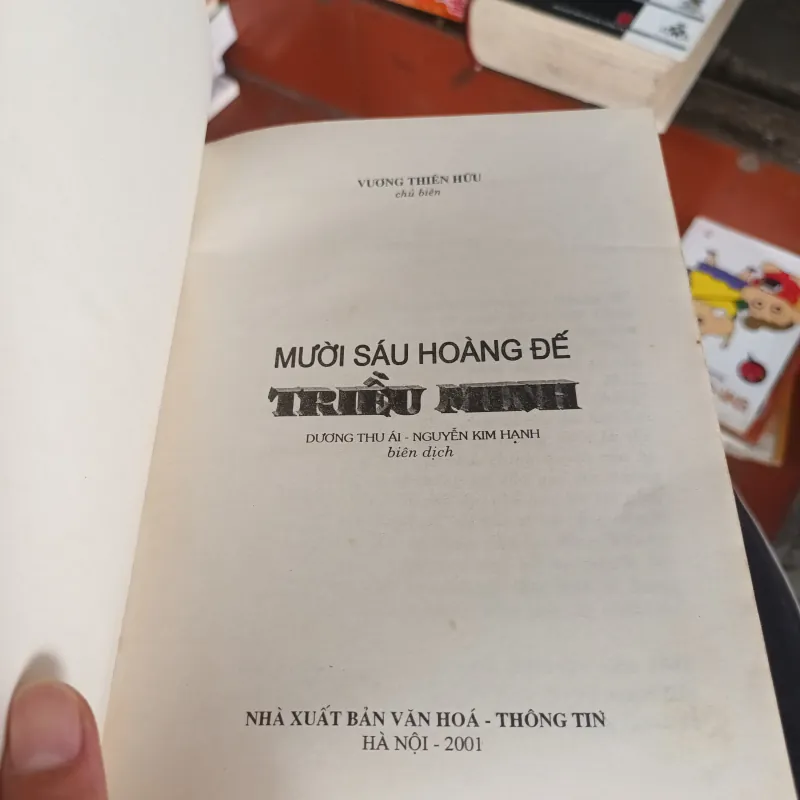 VƯƠNG THIÊN HỮU
chủ biên
MƯỜI SÁU HOÀNG ĐẾ
TRIỀU MINH
DƯƠNG THU ÁI - NGUYỄN KIM HẠNH
biên dịch
NHÀ XUẤT BẢN VĂN HOÁ - THÔNG TIN
HÀ NỘI - 2001